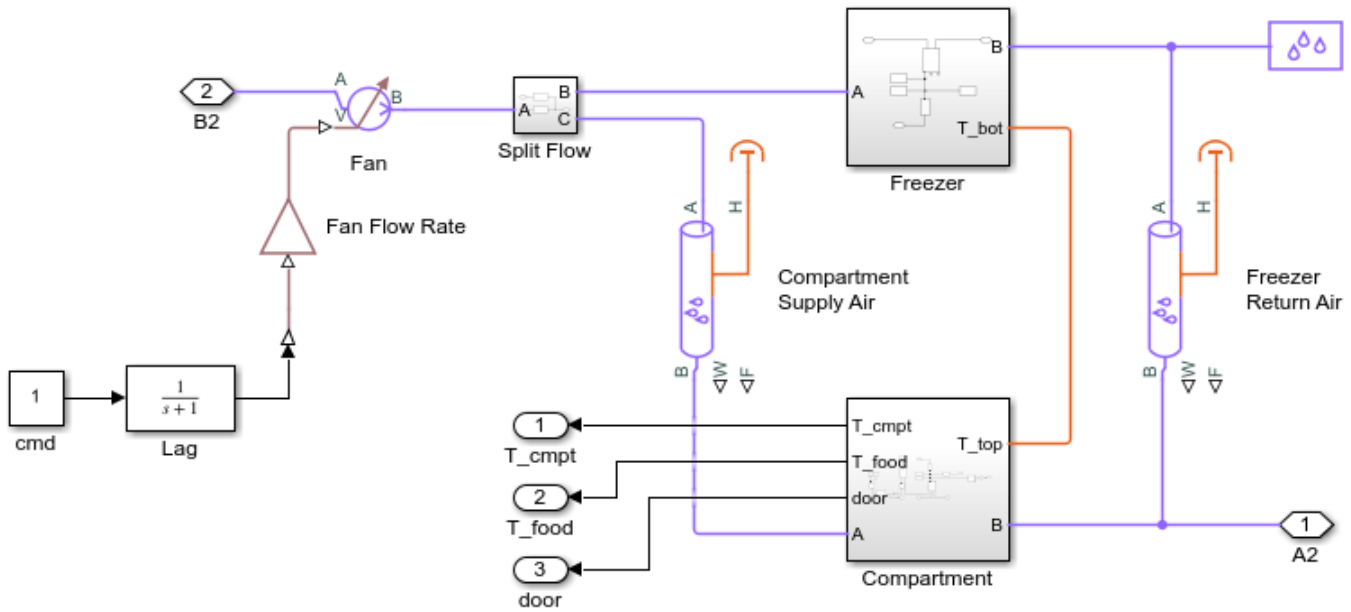 2
B2
A
V
B
Fan
A
B
C
Split Flow
A
B
T_bot
Freezer
Fan Flow Rate
A
H
Compartment
Supply Air
B
W
F
A
H
Freezer
Return Air
B
W
F
1
cmd
1
s + 1
Lag
1
T_cmpt
2
T_food
3
door
T_cmpt
T_food
door
A
T_top
B
Compartment
1
A2